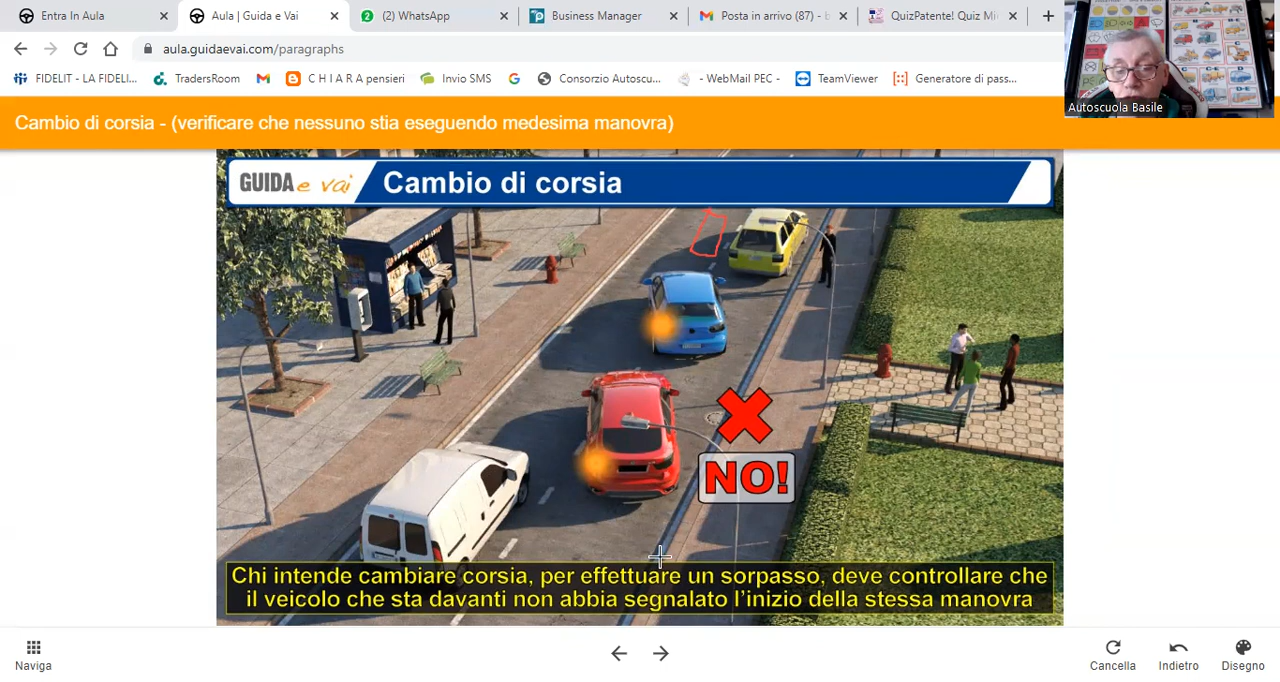 Entra In Aula
Aula | Guida e Vai
(2) WhatsApp
Business Manager
Posta in arrivo (87) - b
QuizPatente! Quiz Mi
aula.guidaevai.com/paragraphs
FIDELIT - LA FIDELI...
TradersRoom
C H I A R A pensieri
Invio SMS
Consorzio Autoscu...
- WebMail PEC -
TeamViewer
Generatore di pass...
Autoscuola Basile
Cambio di corsia - (verificare che nessuno stia eseguendo medesima manovra)
GUIDA e vai
Cambio di corsia
NO!
Chi intende cambiare corsia, per effettuare un sorpasso, deve controllare che
il veicolo che sta davanti non abbia segnalato l'inizio della stessa manovra
Naviga
Cancella
Indietro
Disegno